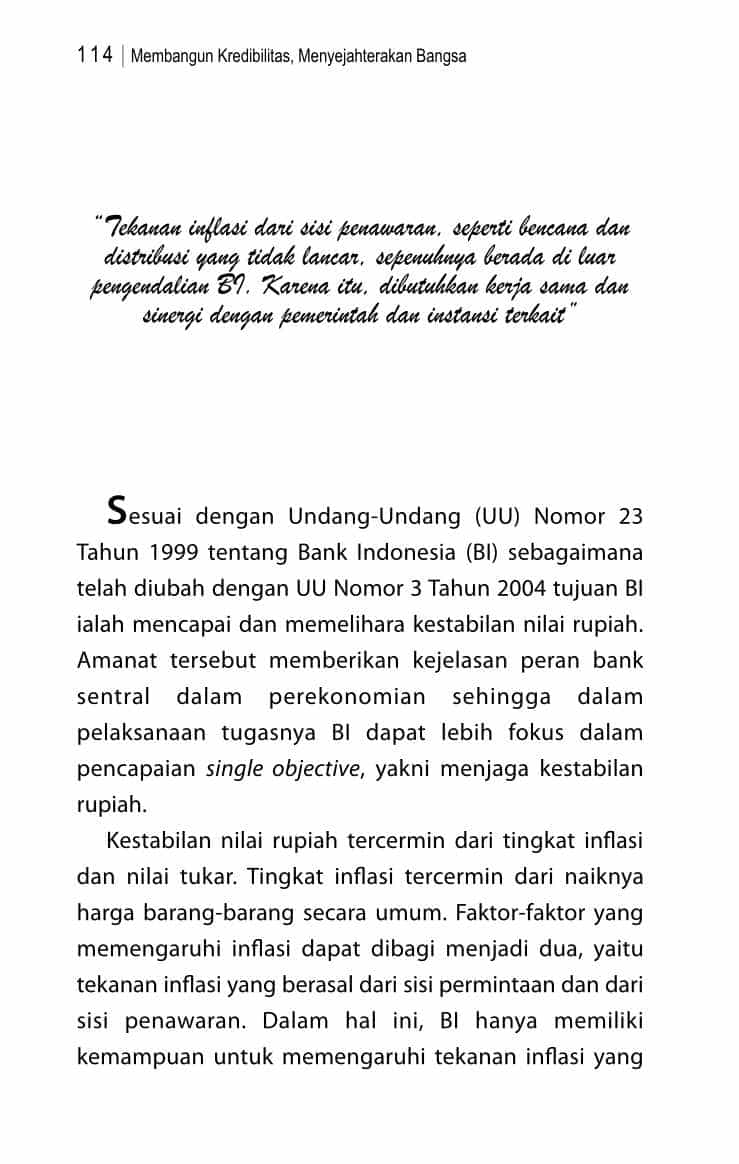 114 | Membangun Kredibilitas, Menyejahterakan Bangsa
"Tekanan inflasi dari sisi penawaran, seperti bencana dan
distribusi yang tidak lancar, sepenuhnya berada di luar
pengendalian BI. Karena itu, dibutuhkan kerja sama dan
sinergi dengan pemerintah dan instansi terkait"
Sesuai dengan Undang-Undang (UU) Nomor 23
Tahun 1999 tentang Bank Indonesia (BI) sebagaimana
telah diubah dengan UU Nomor 3 Tahun 2004 tujuan BI
ialah mencapai dan memelihara kestabilan nilai rupiah.
Amanat tersebut memberikan kejelasan peran bank
sentral dalam perekonomian sehingga dalam
pelaksanaan tugasnya BI dapat lebih fokus dalam
pencapaian single objective, yakni menjaga kestabilan
rupiah.
Kestabilan nilai rupiah tercermin dari tingkat inflasi
dan nilai tukar. Tingkat inflasi tercermin dari naiknya
harga barang-barang secara umum. Faktor-faktor yang
memengaruhi inflasi dapat dibagi menjadi dua, yaitu
tekanan inflasi yang berasal dari sisi permintaan dan dari
sisi penawaran. Dalam hal ini, BI hanya memiliki
kemampuan untuk memengaruhi tekanan inflasi yang